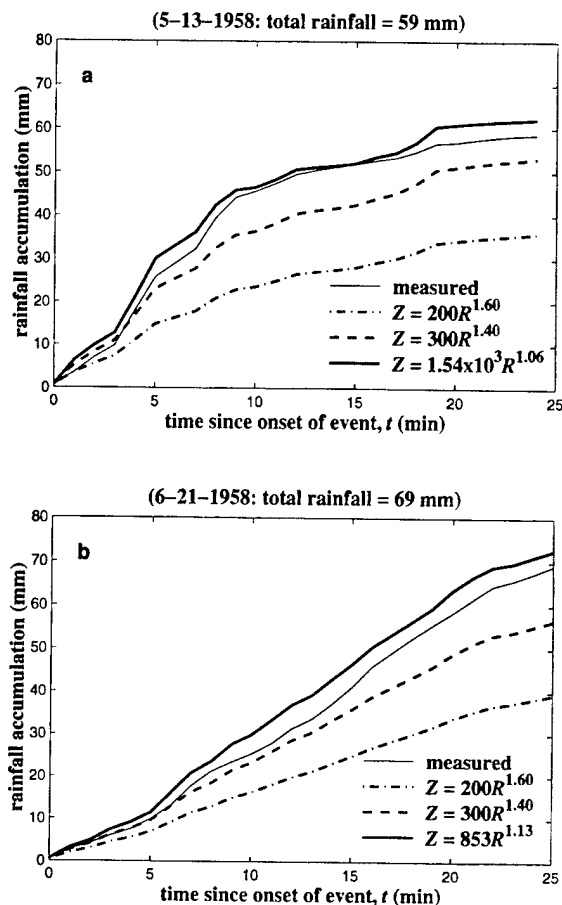 (5–13–1958: total rainfall = 59 mm)
80
70
60
50
40
30
20
10
0
rainfall accumulation (mm)
a
measured
Z = 200R^1.60
Z = 300R^1.40
Z = 1.54x10^3R^1.06
0 5 10 15 20 25
time since onset of event, t (min)
(6–21–1958: total rainfall = 69 mm)
80
70
60
50
40
30
20
10
0
rainfall accumulation (mm)
b
measured
Z = 200R^1.60
Z = 300R^1.40
Z = 853R^1.13
0 5 10 15 20 25
time since onset of event, t (min)